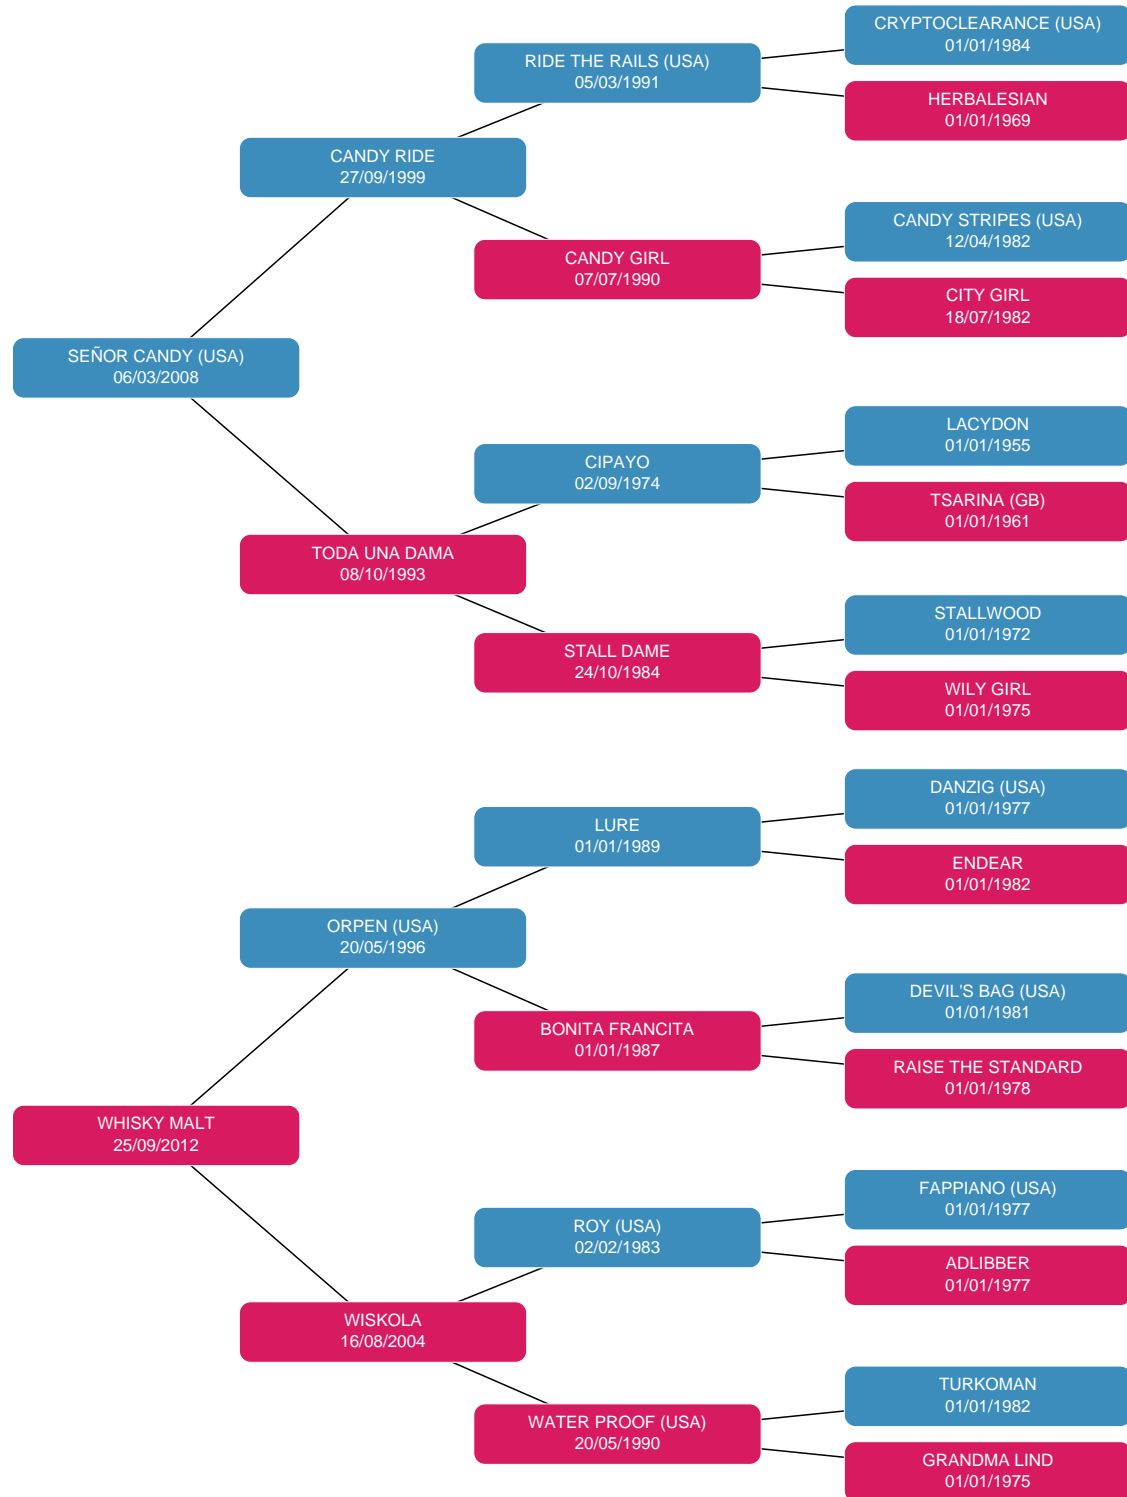 CRYPTOCLEARANCE (USA)
01/01/1984
RIDE THE RAILS (USA)
05/03/1991
HERBALESIAN
01/01/1969
CANDY RIDE
27/09/1999
CANDY STRIPES (USA)
12/04/1982
CANDY GIRL
07/07/1990
CITY GIRL
18/07/1982
SEÑOR CANDY (USA)
06/03/2008
LACYDON
01/01/1955
CIPAYO
02/09/1974
TSARINA (GB)
01/01/1961
TODA UNA DAMA
08/10/1993
STALLWOOD
01/01/1972
STALL DAME
24/10/1984
WILY GIRL
01/01/1975
DANZIG (USA)
01/01/1977
LURE
01/01/1989
ENDEAR
01/01/1982
ORPEN (USA)
20/05/1996
DEVIL'S BAG (USA)
01/01/1981
BONITA FRANCITA
01/01/1987
RAISE THE STANDARD
01/01/1978
WHISKY MALT
25/09/2012
FAPPIANO (USA)
01/01/1977
ROY (USA)
02/02/1983
ADLIBBER
01/01/1977
WISKOLA
16/08/2004
TURKOMAN
01/01/1982
WATER PROOF (USA)
20/05/1990
GRANDMA LIND
01/01/1975